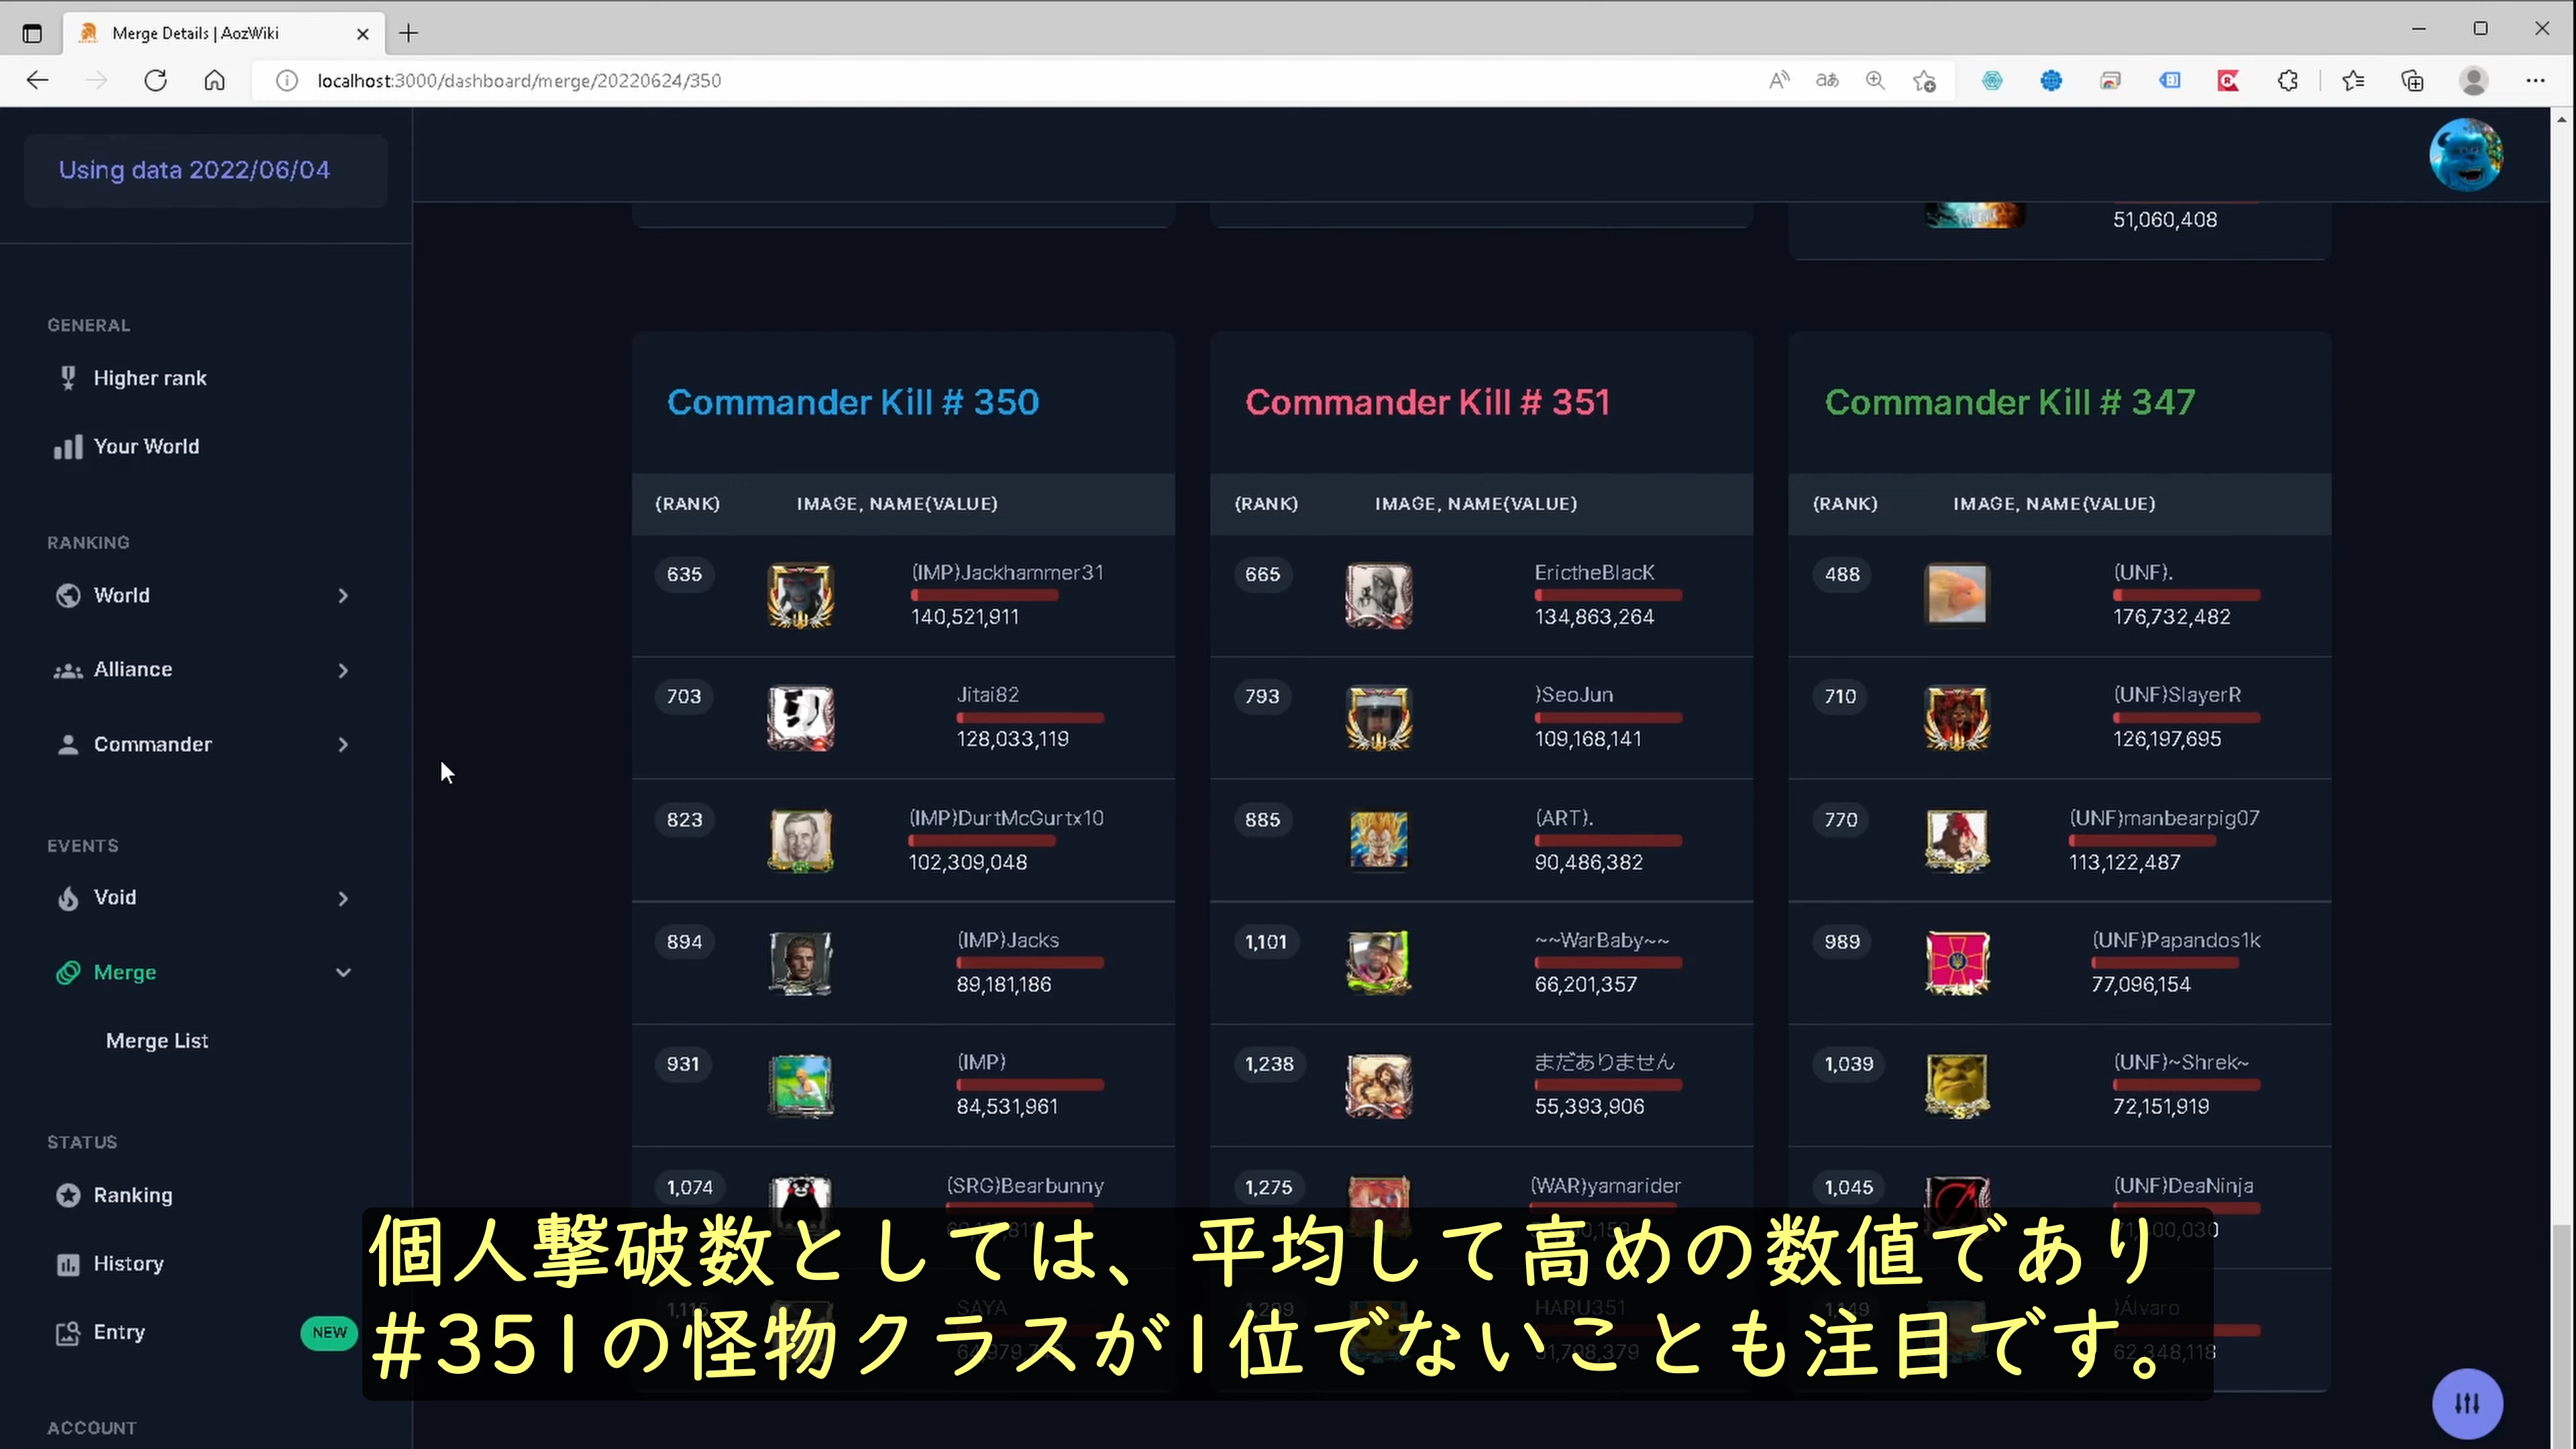 Merge Details | AozWiki
localhost:3000/dashboard/merge/20220624/350
Using data 2022/06/04
GENERAL
Higher rank
Your World
RANKING
World
Alliance
Commander
EVENTS
Void
Merge
Merge List
STATUS
Ranking
History
Entry
NEW
ACCOUNT
51,060,408
Commander Kill # 350
(RANK) IMAGE, NAME(VALUE)
635 (IMP)Jackhammer31
140,521,911
703 Jitai82
128,033,119
823 (IMP)DurtMcGurtx10
102,309,048
894 (IMP)Jacks
89,181,186
931 (IMP)
84,531,961
1,074 (SRG)Bearbunny
SAYA
Commander Kill # 351
(RANK) IMAGE, NAME(VALUE)
665 ErictheBlacK
134,863,264
793 )SeoJun
109,168,141
885 (ART).
90,486,382
1,101 ~~WarBaby~~
66,201,357
1,238 まだありません
55,393,906
1,275 (WAR)yamarider
HARU351
Commander Kill # 347
(RANK) IMAGE, NAME(VALUE)
488 (UNF).
176,732,482
710 (UNF)SlayerR
126,197,695
770 (UNF)manbearpig07
113,122,487
989 (UNF)Papandos1k
77,096,154
1,039 (UNF)~Shrek~
72,151,919
1,045 (UNF)DeaNinja
)Álvaro
62,348,118
個人撃破数としては、平均して高めの数値であり
#351の怪物クラスが1位でないことも注目です。